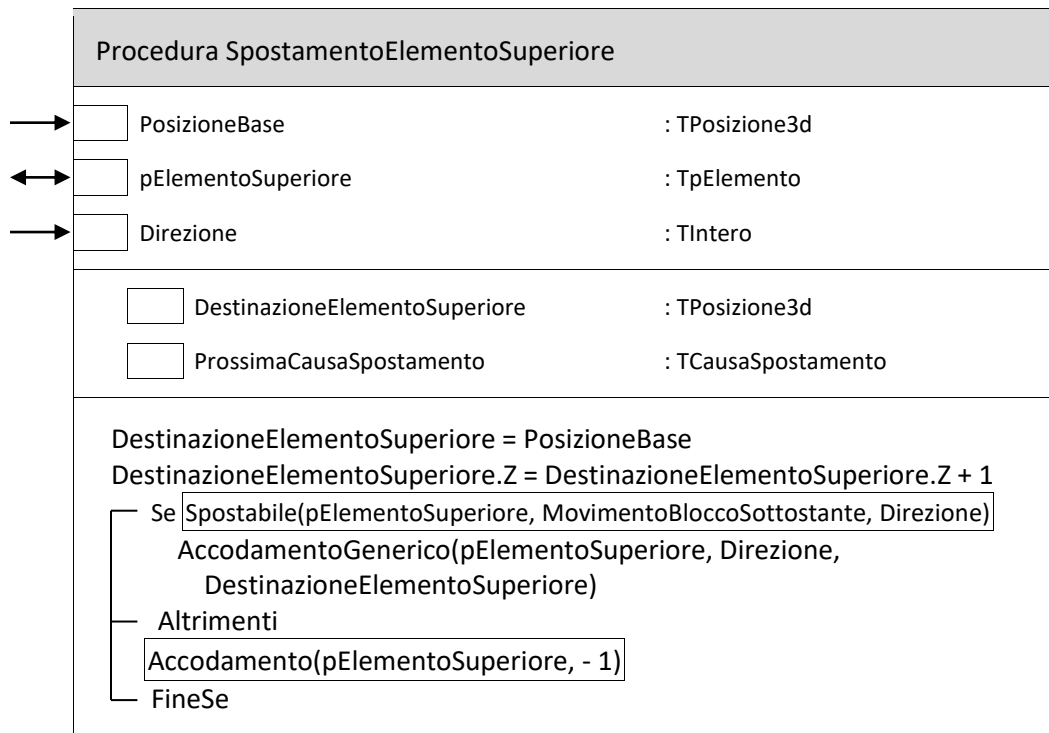 Procedura SpostamentoElementoSuperiore
PosizioneBase : TPosizione3d
pElementoSuperiore : TpElemento
Direzione : TIntero
DestinazioneElementoSuperiore : TPosizione3d
ProssimaCausaSpostamento : TCausaSpostamento
DestinazioneElementoSuperiore = PosizioneBase
DestinazioneElementoSuperiore.Z = DestinazioneElementoSuperiore.Z + 1
Se Spostabile(pElementoSuperiore, MovimentoBloccoSottostante, Direzione)
AccodamentoGenerico(pElementoSuperiore, Direzione,
DestinazioneElementoSuperiore)
Altrimenti
Accodamento(pElementoSuperiore, - 1)
FineSe